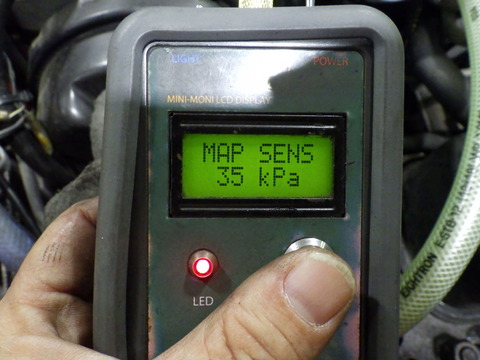 LIGHT
POWER
MINI-MONI LCD DISPLAY
MAP SENS
35 kPa
LED